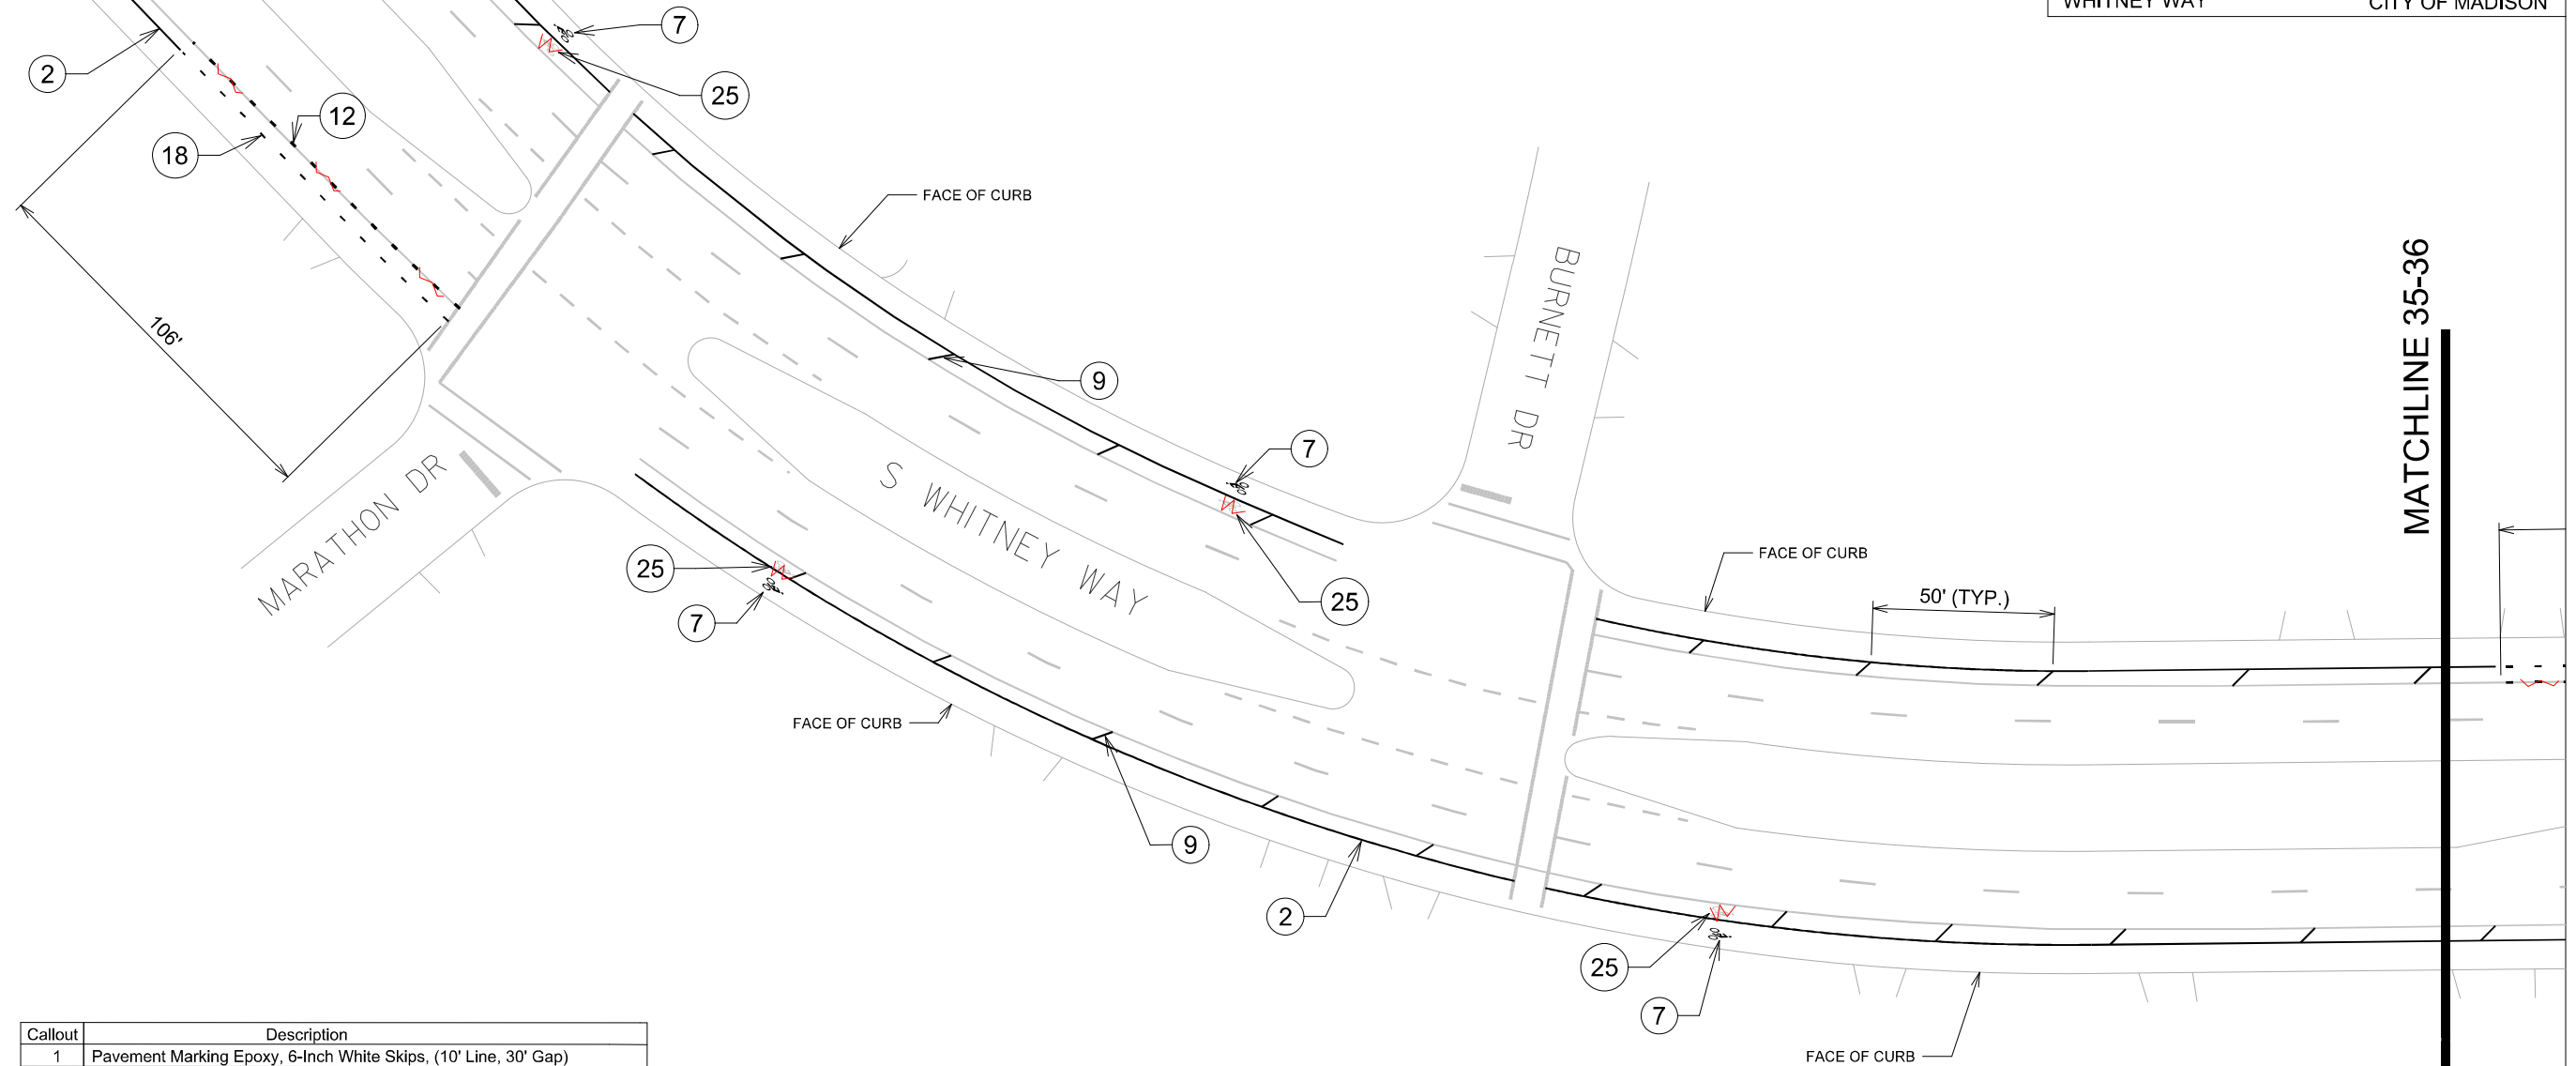 WHITNEY WAY
CITY OF MADISON
7
2
25
12
18
FACE OF CURB
106'
BURNETT DR
MATCHLINE 35-36
9
7
MARATHON DR
S WHITNEY WAY
25
7
25
FACE OF CURB
50' (TYP.)
FACE OF CURB
9
2
25
7
FACE OF CURB
Callout Description
1 Pavement Marking Epoxy, 6-Inch White Skips, (10' Line, 30' Gap)